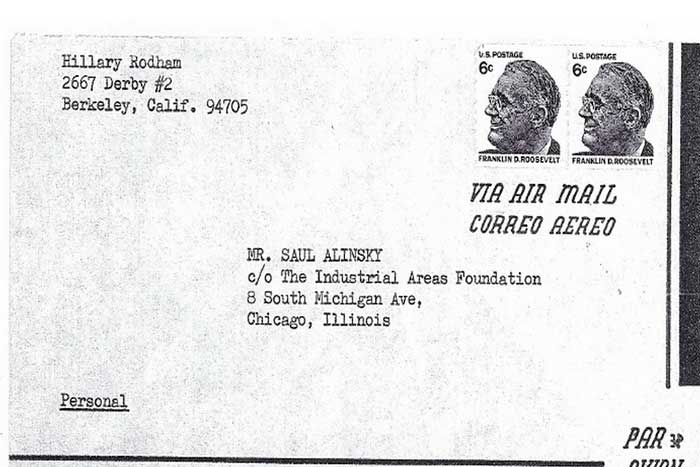 Hillary Rodham
2667 Derby #2
Berkeley, Calif. 94705
U.S. POSTAGE
6c
FRANKLIN D. ROOSEVELT
U.S. POSTAGE
6c
FRANKLIN D. ROOSEVELT
VIA AIR MAIL
CORREO AEREO
MR. SAUL ALINSKY
c/o The Industrial Areas Foundation
8 South Michigan Ave,
Chicago, Illinois
Personal
PAR